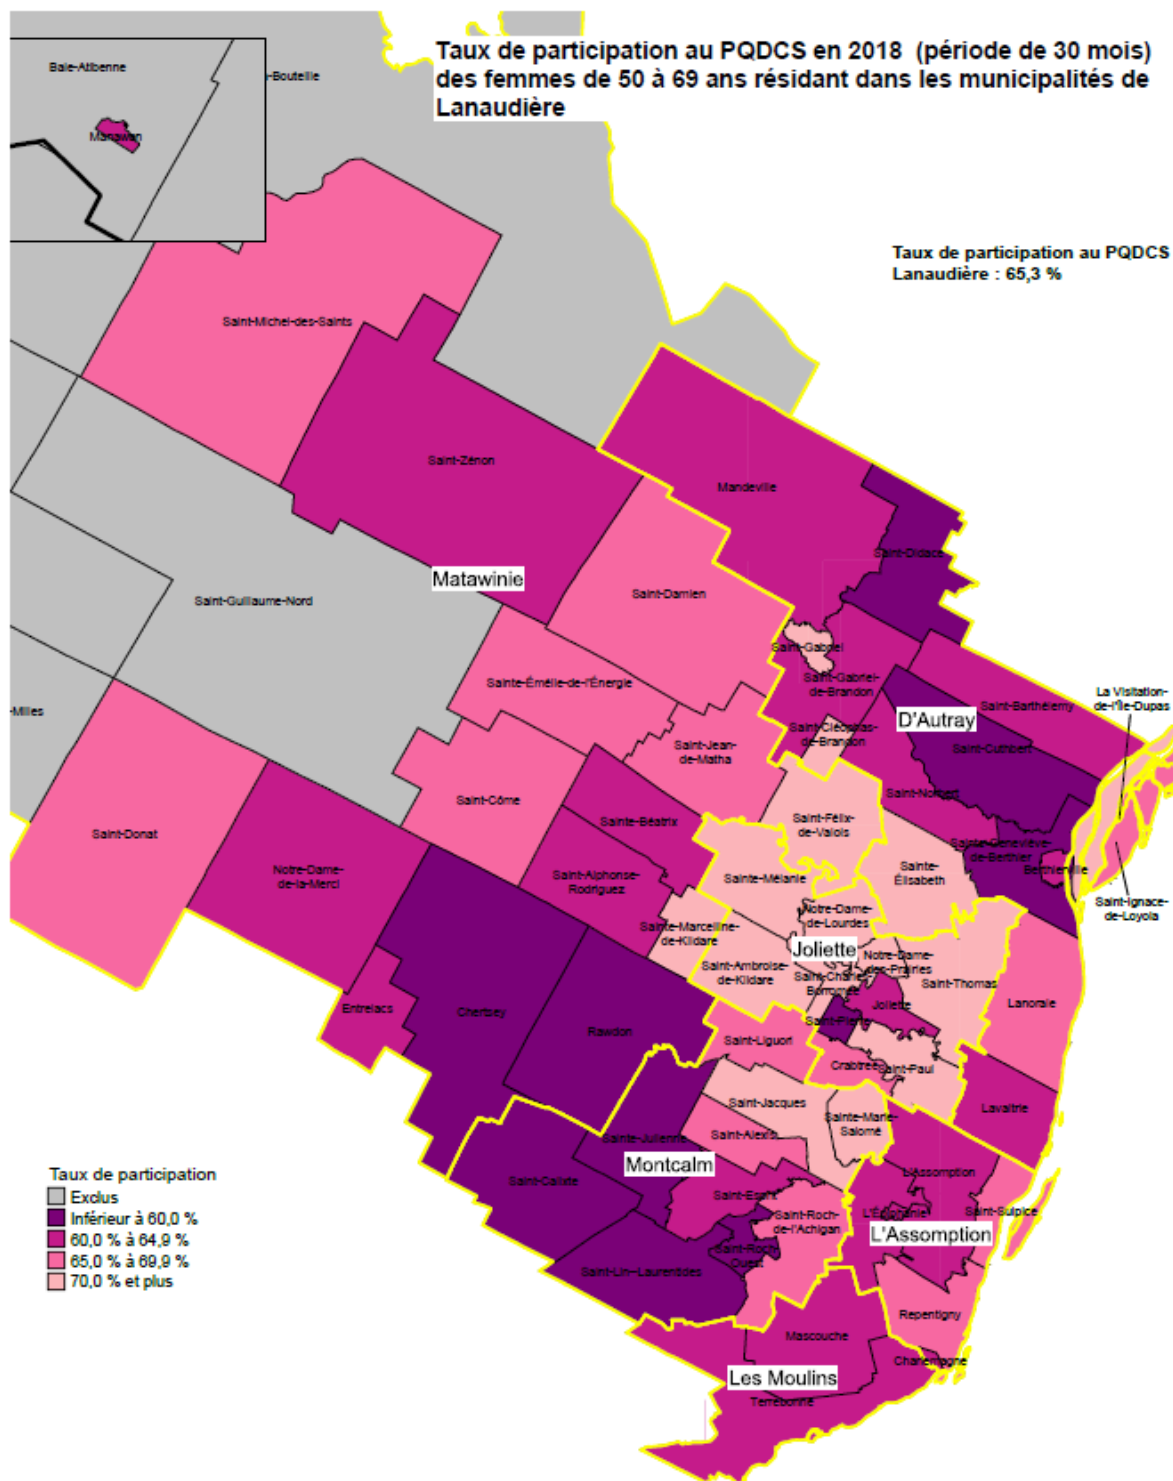 Taux de participation au PQDCS en 2018 (période de 30 mois)
des femmes de 50 à 69 ans résidant dans les municipalités de
Lanaudière
Baie-Atibenne
-Bouteille
Manawan
Taux de participation au PQDCS
Lanaudière : 65,3 %
Saint-Michel-des-Saints
Saint-Zénon
Mandeville
Saint-Didace
Matawinie
Saint-Guillaume-Nord
Saint-Damien
Saint-Gabriel
Sainte-Émélie-de-l'Énergie
Saint-Gabriel-
de-Brandon
La Visitation-
de-l'Île-Dupas
-Milles
Saint-Barthélemy
D'Autray
Saint-Cléophas-
de-Brandon
Saint-Jean-
de-Matha
Saint-Cuthbert
Saint-Norbert
Saint-Côme
Saint-Donat
Sainte-Béatrix
Saint-Félix-
de-Valois
Sainte-Geneviève-
de-Berthier
Notre-Dame-
de-la-Merci
Saint-Alphonse-
Rodriguez
Sainte-Mélanie
Sainte-
Élisabeth
Berthierville
Saint-Ignace-
de-Loyola
Notre-Dame-
de-Lourdes
Sainte-Marcelline-
de-Kildare
Joliette
Saint-Ambroise-
de-Kildare
Notre-Dame-
des-Prairies
Saint-Charles-
Borromée
Saint-Thomas
Lanoraie
Entrelacs
Chertsey
Rawdon
Joliette
Saint-Pierre
Saint-Liguori
Crabtree
Saint-Paul
Saint-Jacques
Lavaltrie
Sainte-Marie-
Salomé
Sainte-Julienne
Saint-Alexis
Montcalm
L'Assomption
Saint-Calixte
Saint-Esprit
L'Épiphanie
Saint-Sulpice
Saint-Roch-
de-l'Achigan
L'Assomption
Saint-Roch-
Ouest
Saint-Lin--Laurentides
Repentigny
Mascouche
Charlemagne
Les Moulins
Terrebonne
Taux de participation
Exclus
Inférieur à 60,0 %
60,0 % à 64,9 %
65,0 % à 69,9 %
70,0 % et plus